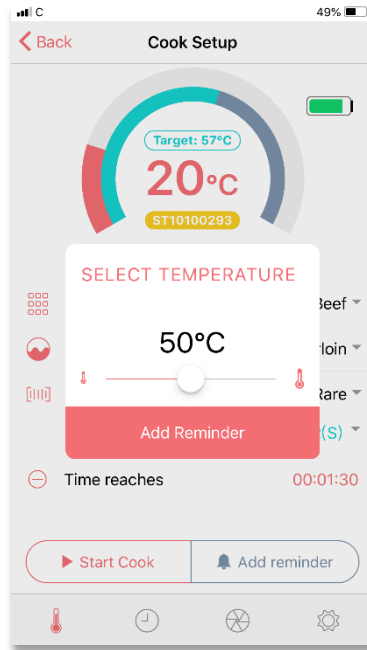 C 49%
Back Cook Setup
Target: 57°C
20°C
ST10100293
SELECT TEMPERATURE
Beef
50°C
rloin
Rare
Add Reminder
(S)
Time reaches 00:01:30
Start Cook Add reminder